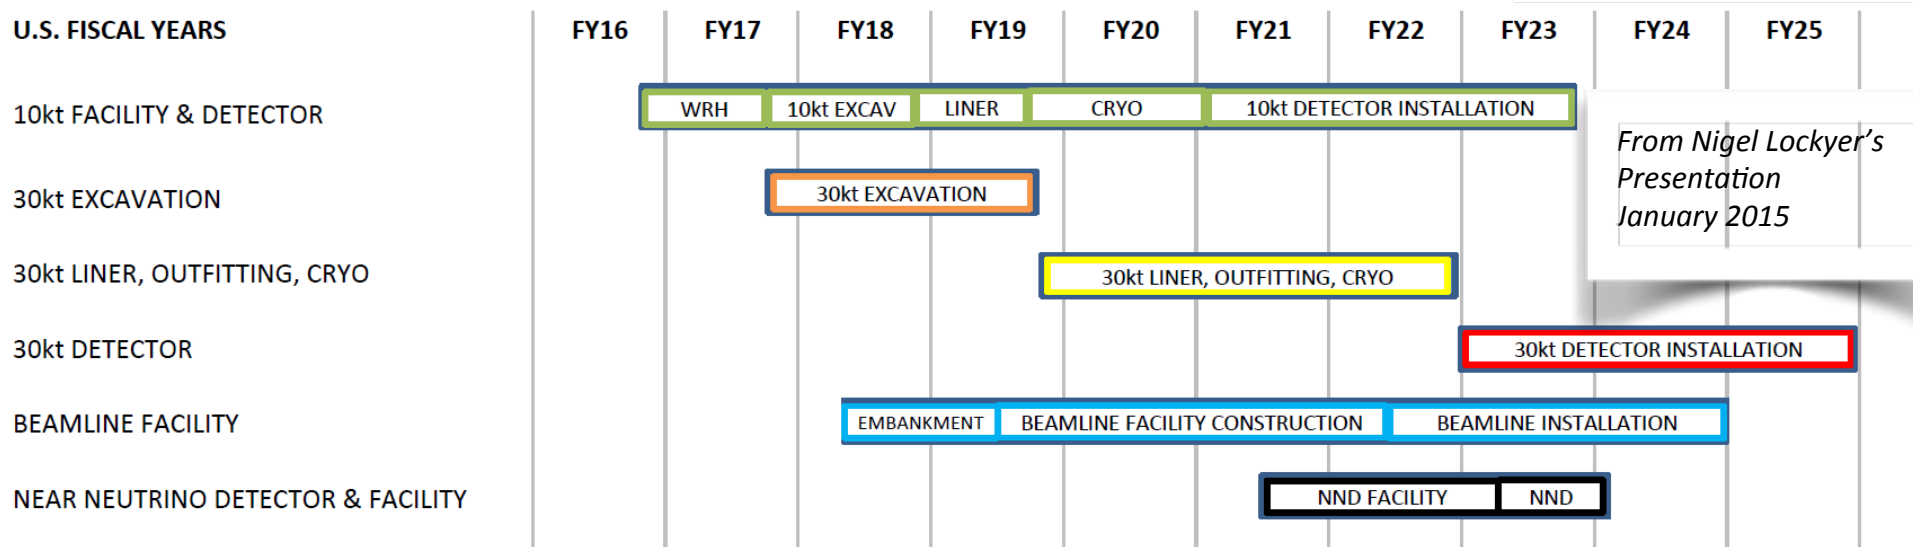 U.S. FISCAL YEARS FY16 FY17 FY18 FY19 FY20 FY21 FY22 FY23 FY24 FY25
10kt FACILITY & DETECTOR WRH 10kt EXCAV LINER CRYO 10kt DETECTOR INSTALLATION
From Nigel Lockyer's
Presentation
January 2015
30kt EXCAVATION 30kt EXCAVATION
30kt LINER, OUTFITTING, CRYO 30kt LINER, OUTFITTING, CRYO
30kt DETECTOR 30kt DETECTOR INSTALLATION
BEAMLINE FACILITY EMBANKMENT BEAMLINE FACILITY CONSTRUCTION BEAMLINE INSTALLATION
NEAR NEUTRINO DETECTOR & FACILITY NND FACILITY NND